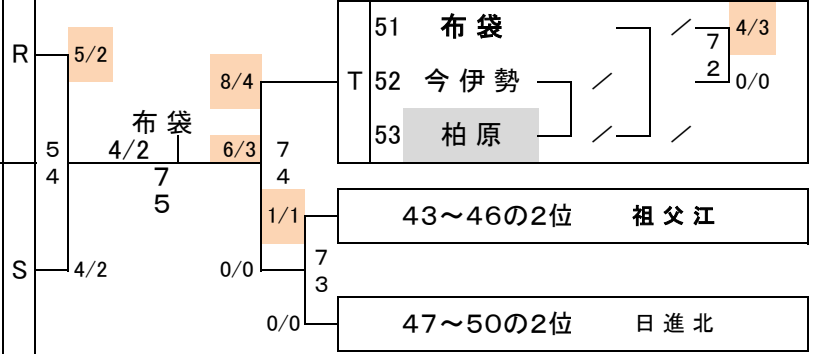 51 布袋 ／ 7 2 4/3
R 5/2
8/4 T 52 今伊勢 ／ 0/0
布袋
53 柏原 ／ ／
5 4 4/2 6/3 7 4
7 5
1/1 43～46の2位 祖父江
S 4/2 0/0 7 3
0/0 47～50の2位 日進北